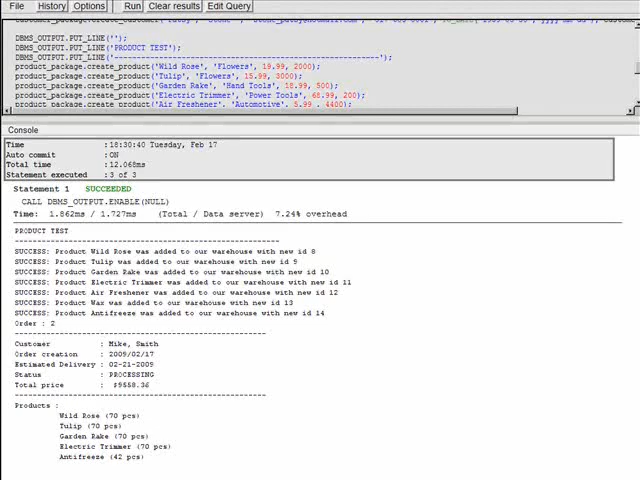 File History Options Run Clear results Edit Query
DBMS_OUTPUT.PUT_LINE('');
DBMS_OUTPUT.PUT_LINE('PRODUCT TEST');
DBMS_OUTPUT.PUT_LINE('-----------------------------------------------------------');
product_package.create_product('Wild Rose', 'Flowers', 19.99, 2000);
product_package.create_product('Tulip', 'Flowers', 15.99, 3000);
product_package.create_product('Garden Rake', 'Hand Tools', 18.99, 500);
product_package.create_product('Electric Trimmer', 'Power Tools', 68.99, 200);
product_package.create_product('Air Freshener', 'Automotive', 5.99 , 4400)
Console
Time :18:30:40 Tuesday, Feb 17
Auto commit :ON
Total time :12.068ms
Statement executed :3 of 3
Statement 1 SUCCEEDED
CALL DBMS_OUTPUT.ENABLE(NULL)
Time: 1.862ms / 1.727ms (Total / Data server) 7.24% overhead
PRODUCT TEST
-----------------------------------------------------------
SUCCESS: Product Wild Rose was added to our warehouse with new id 8
SUCCESS: Product Tulip was added to our warehouse with new id 9
SUCCESS: Product Garden Rake was added to our warehouse with new id 10
SUCCESS: Product Electric Trimmer was added to our warehouse with new id 11
SUCCESS: Product Air Freshener was added to our warehouse with new id 12
SUCCESS: Product Wax was added to our warehouse with new id 13
SUCCESS: Product Antifreeze was added to our warehouse with new id 14
Order : 2
--------------------------------------------------------
Customer : Mike, Smith
Order creation : 2009/02/17
Estimated Delivery : 02-21-2009
Status : PROCESSING
Total price : $9558.36
--------------------------------------------------------
Products :
Wild Rose (70 pcs)
Tulip (70 pcs)
Garden Rake (70 pcs)
Electric Trimmer (70 pcs)
Antifreeze (42 pcs)